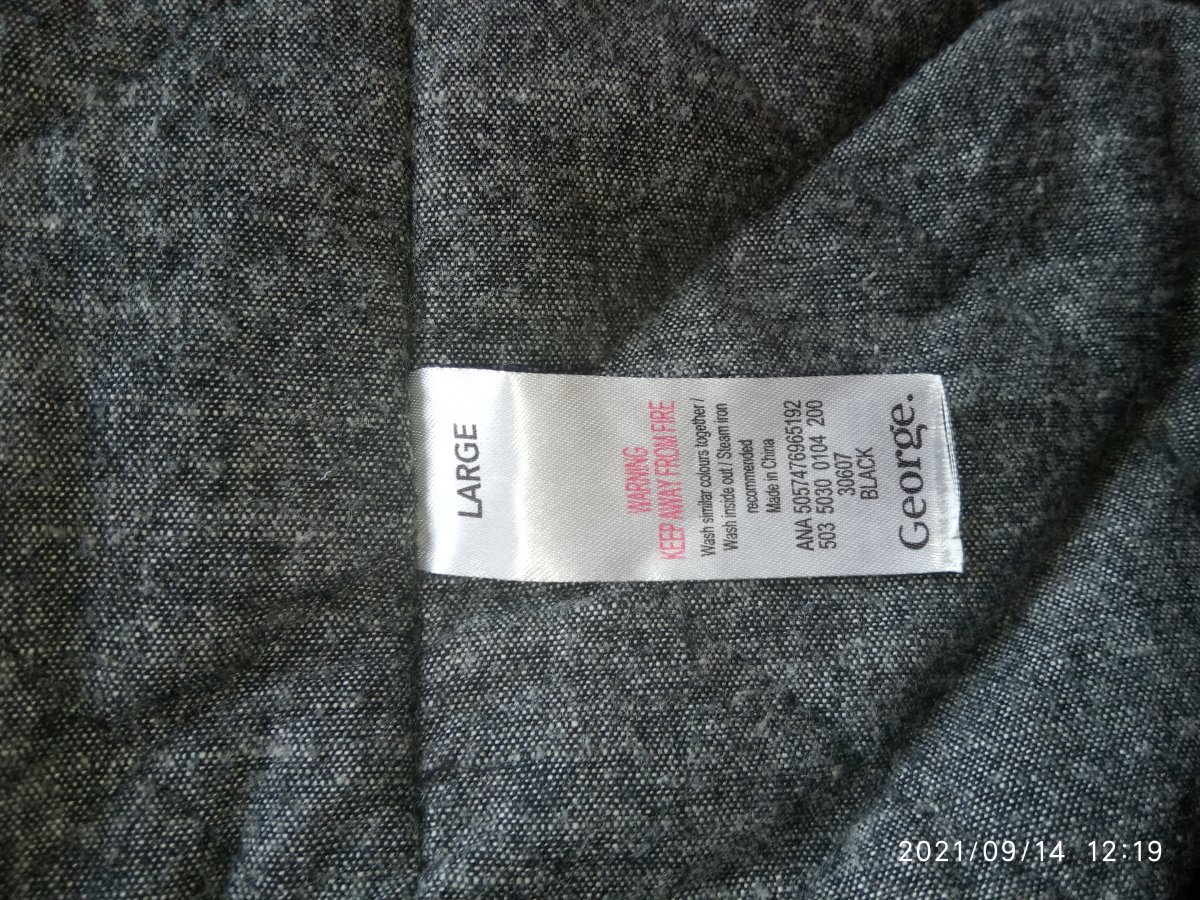 LARGE
WARNING
KEEP AWAY FROM FIRE
Wash similar colours together /
Wash inside out / Steam iron
recommended
Made in China
ANA 5057476965192
503 5030 0104 200
30607
BLACK
George.
2021/09/14 12:19